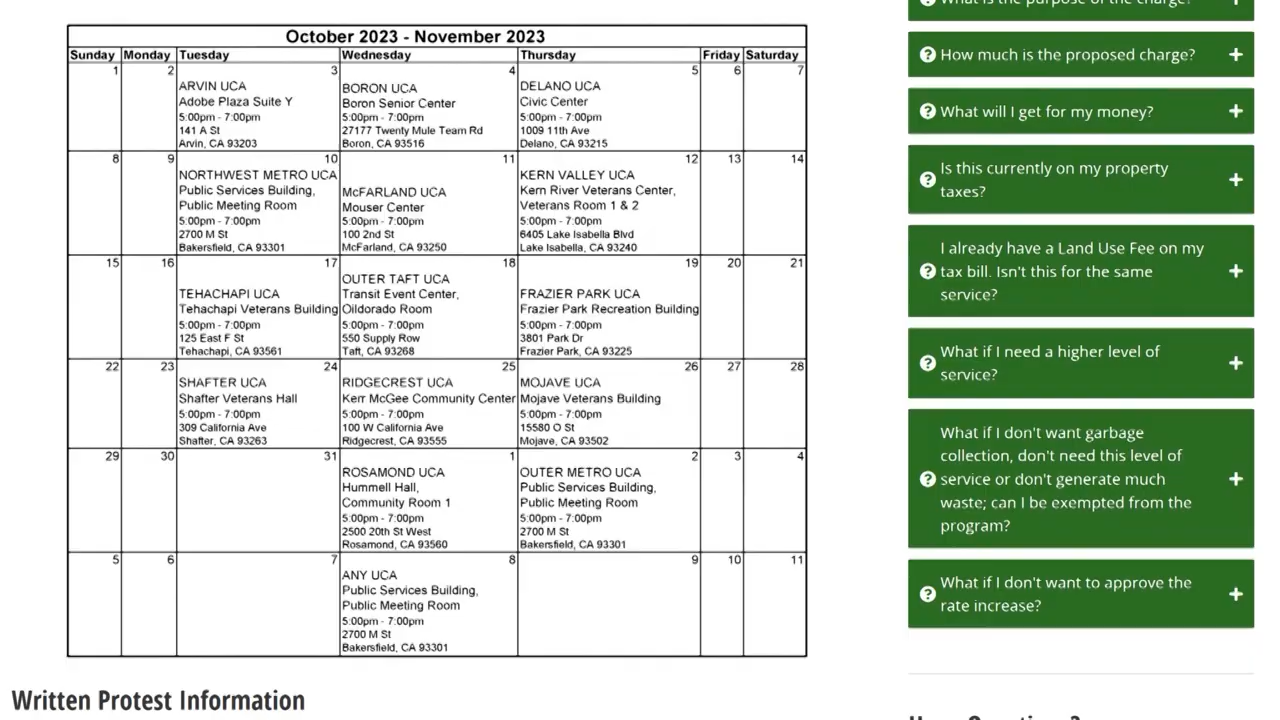 October 2023 - November 2023
Sunday Monday Tuesday Wednesday Thursday Friday Saturday
1
2
3
ARVIN UCA
Adobe Plaza Suite Y
5:00pm - 7:00pm
141 A St
Arvin, CA 93203
4
BORON UCA
Boron Senior Center
5:00pm - 7:00pm
27177 Twenty Mule Team Rd
Boron, CA 93516
5
DELANO UCA
Civic Center
5:00pm - 7:00pm
1009 11th Ave
Delano, CA 93215
6
7
8
9
10
NORTHWEST METRO UCA
Public Services Building,
Public Meeting Room
5:00pm - 7:00pm
2700 M St
Bakersfield, CA 93301
11
McFARLAND UCA
Mouser Center
5:00pm - 7:00pm
100 2nd St
McFarland, CA 93250
12
KERN VALLEY UCA
Kern River Veterans Center,
Veterans Room 1 & 2
5:00pm - 7:00pm
6405 Lake Isabella Blvd
Lake Isabella, CA 93240
13
14
15
16
17
TEHACHAPI UCA
Tehachapi Veterans Building
5:00pm - 7:00pm
125 East F St
Tehachapi, CA 93561
18
OUTER TAFT UCA
Transit Event Center,
Oildorado Room
5:00pm - 7:00pm
550 Supply Row
Taft, CA 93268
19
FRAZIER PARK UCA
Frazier Park Recreation Building
5:00pm - 7:00pm
3801 Park Dr
Frazier Park, CA 93225
20
21
22
23
24
SHAFTER UCA
Shafter Veterans Hall
5:00pm - 7:00pm
309 California Ave
Shafter, CA 93263
25
RIDGECREST UCA
Kerr McGee Community Center
5:00pm - 7:00pm
100 W California Ave
Ridgecrest, CA 93555
26
MOJAVE UCA
Mojave Veterans Building
5:00pm - 7:00pm
15580 O St
Mojave, CA 93502
27
28
29
30
31
1
ROSAMOND UCA
Hummell Hall,
Community Room 1
5:00pm - 7:00pm
2500 20th St West
Rosamond, CA 93560
2
OUTER METRO UCA
Public Services Building,
Public Meeting Room
5:00pm - 7:00pm
2700 M St
Bakersfield, CA 93301
3
4
5
6
7
8
ANY UCA
Public Services Building,
Public Meeting Room
5:00pm - 7:00pm
2700 M St
Bakersfield, CA 93301
9
10
11
Written Protest Information
What is the purpose of the charge?
How much is the proposed charge?
What will I get for my money?
Is this currently on my property
taxes?
I already have a Land Use Fee on my
tax bill. Isn't this for the same
service?
What if I need a higher level of
service?
What if I don't want garbage
collection, don't need this level of
service or don't generate much
waste; can I be exempted from the
program?
What if I don't want to approve the
rate increase?